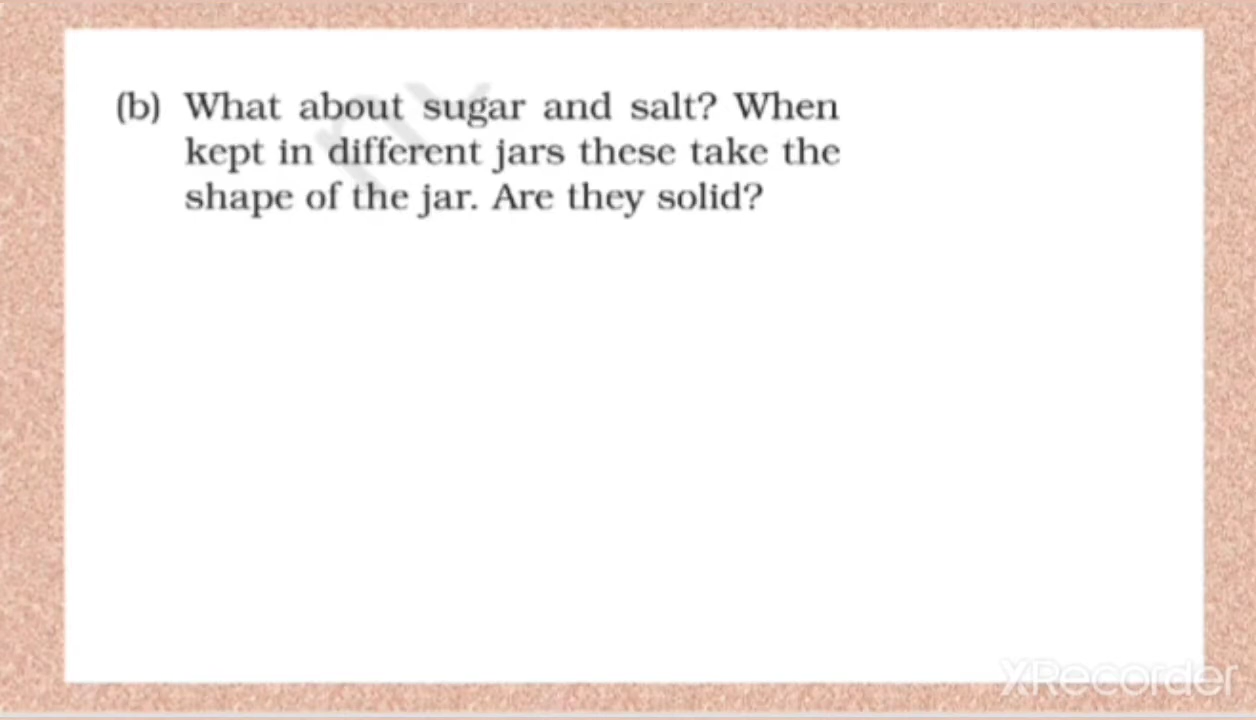 (b) What about sugar and salt? When
kept in different jars these take the
shape of the jar. Are they solid?
XRecorder